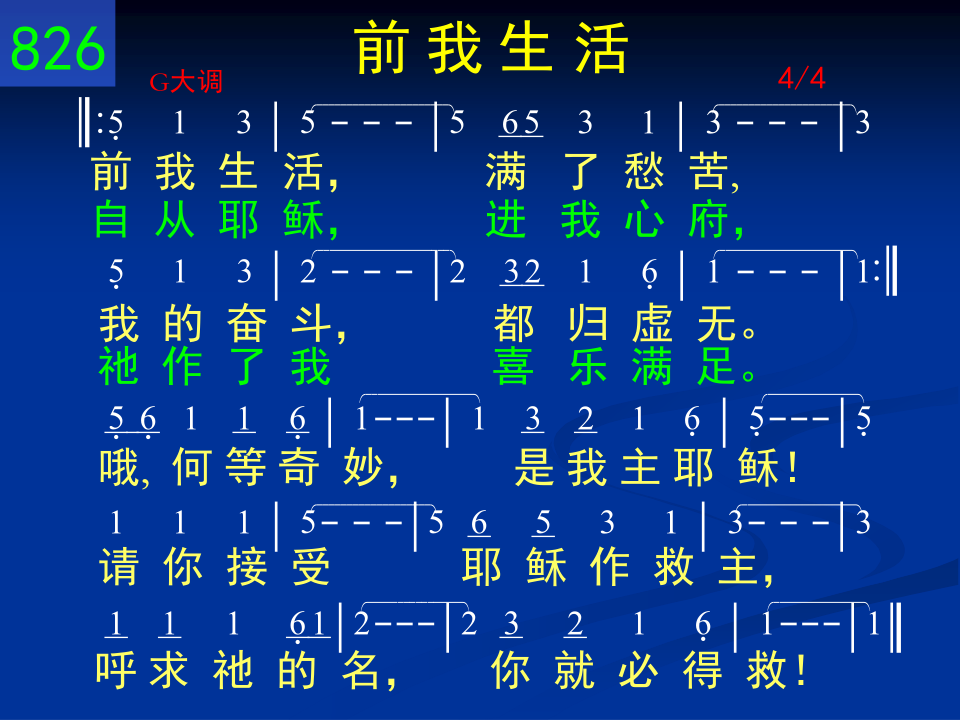 826
前我生活
G大调 4/4
‖: 5̣ 1 3 | 5 - - - | 5 6̲5̲ 3 1 | 3 - - - | 3
前 我 生 活， 满 了 愁 苦,
自 从 耶 稣， 进 我 心 府，
5̣ 1 3 | 2 - - - | 2 3̲2̲ 1 6̣ | 1 - - - | 1 :‖
我 的 奋 斗， 都 归 虚 无。
祂 作 了 我 喜 乐 满 足。
5̣̲ 6̣̲ 1 1̲ 6̣̲ | 1 - - - | 1 3̲ 2̲ 1 6̣ | 5̣ - - - | 5̣
哦, 何 等 奇 妙， 是 我 主 耶 稣！
1 1 1 | 5 - - - | 5 6̲ 5̲ 3 1 | 3 - - - | 3
请 你 接 受 耶 稣 作 救 主，
1̲ 1̲ 1 6̣̲1̲ | 2 - - - | 2 3̲ 2̲ 1 6̣ | 1 - - - | 1 ‖
呼 求 祂 的 名， 你 就 必 得 救！